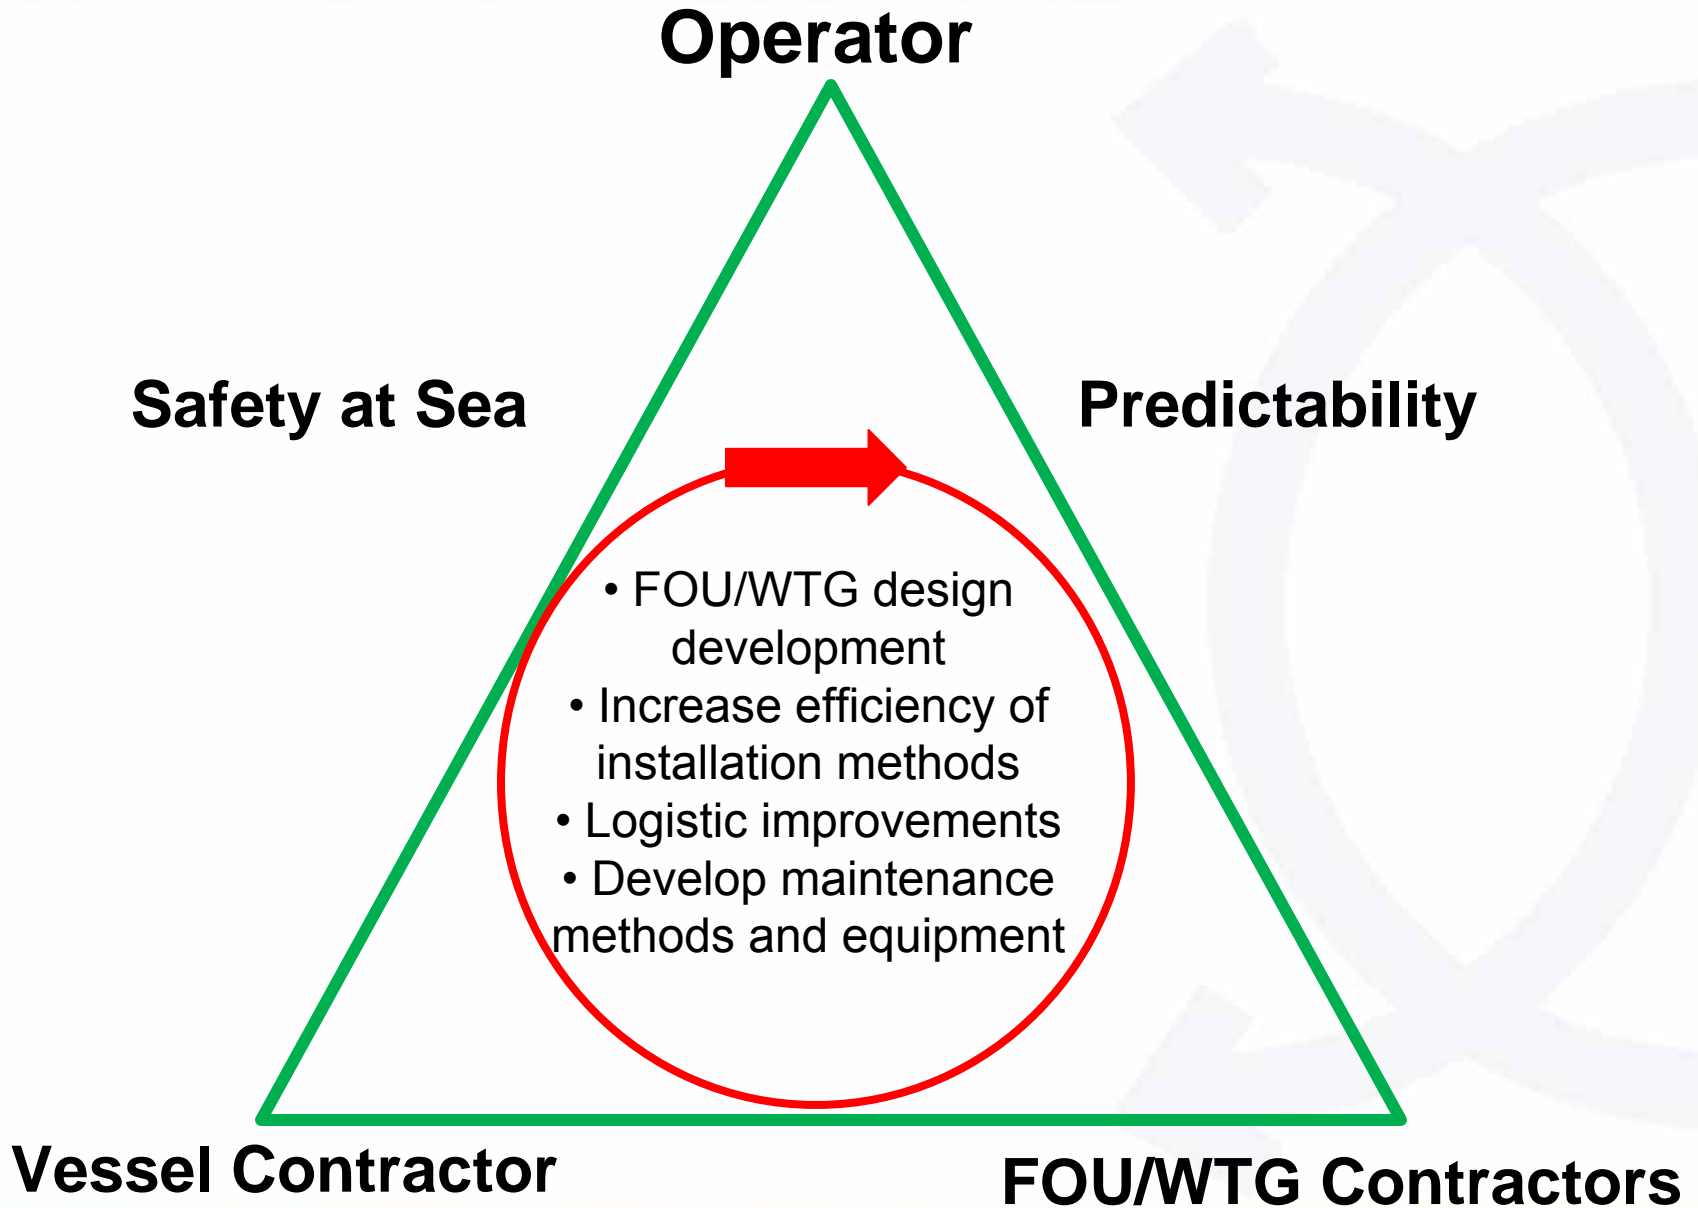 Operator
Safety at Sea
Predictability
• FOU/WTG design
development
• Increase efficiency of
installation methods
• Logistic improvements
• Develop maintenance
methods and equipment
Vessel Contractor
FOU/WTG Contractors